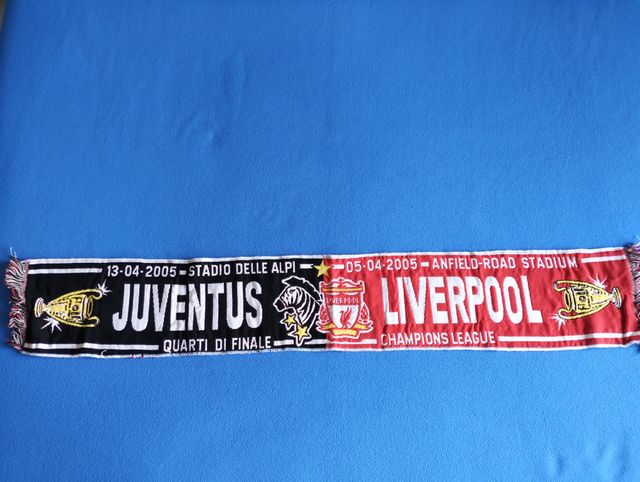 13-04-2005 - STADIO DELLE ALPI
JUVENTUS
QUARTI DI FINALE
05-04-2005 - ANFIELD-ROAD STADIUM
LIVERPOOL
LIVERPOOL
CHAMPIONS LEAGUE